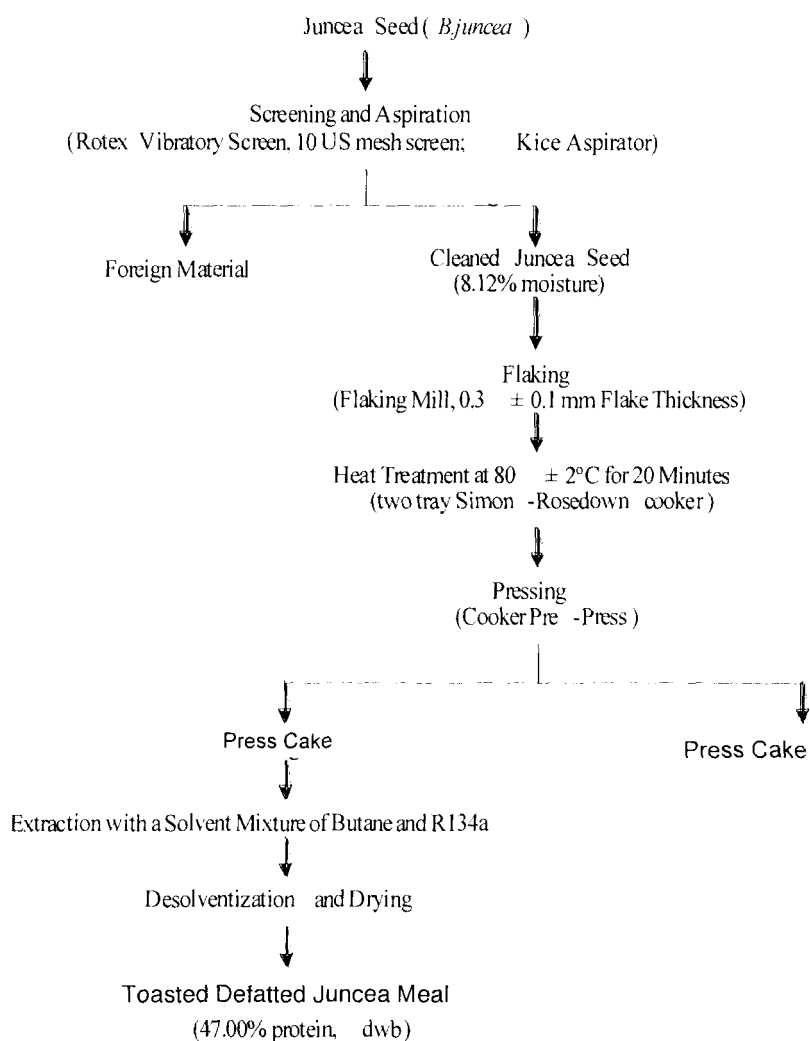 Juncea Seed ( B.juncea )
Screening and Aspiration
(Rotex Vibratory Screen, 10 US mesh screen; Kice Aspirator)
Foreign Material
Cleaned Juncea Seed
(8.12% moisture)
Flaking
(Flaking Mill, 0.3 ± 0.1 mm Flake Thickness)
Heat Treatment at 80 ± 2°C for 20 Minutes
(two tray Simon -Rosedown cooker)
Pressing
(Cooker Pre -Press)
Press Cake
Press Cake
Extraction with a Solvent Mixture of Butane and R134a
Desolventization and Drying
Toasted Defatted Juncea Meal
(47.00% protein, dwb)